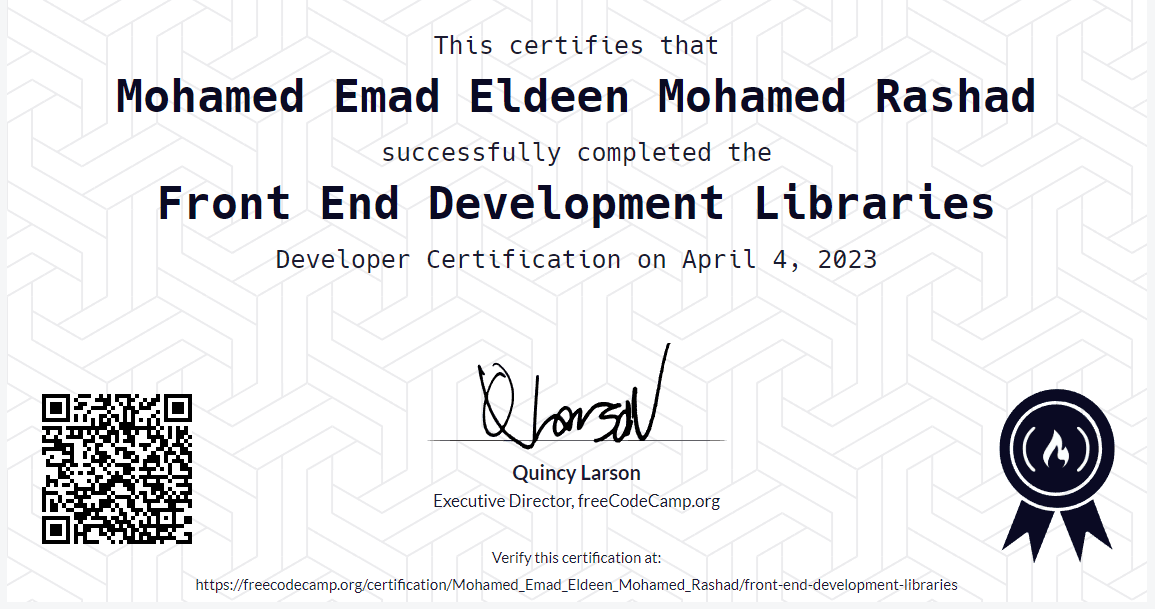 This certifies that
Mohamed Emad Eldeen Mohamed Rashad
successfully completed the
Front End Development Libraries
Developer Certification on April 4, 2023
QLarson
Quincy Larson
Executive Director, freeCodeCamp.org
Verify this certification at:
https://freecodecamp.org/certification/Mohamed_Emad_Eldeen_Mohamed_Rashad/front-end-development-libraries